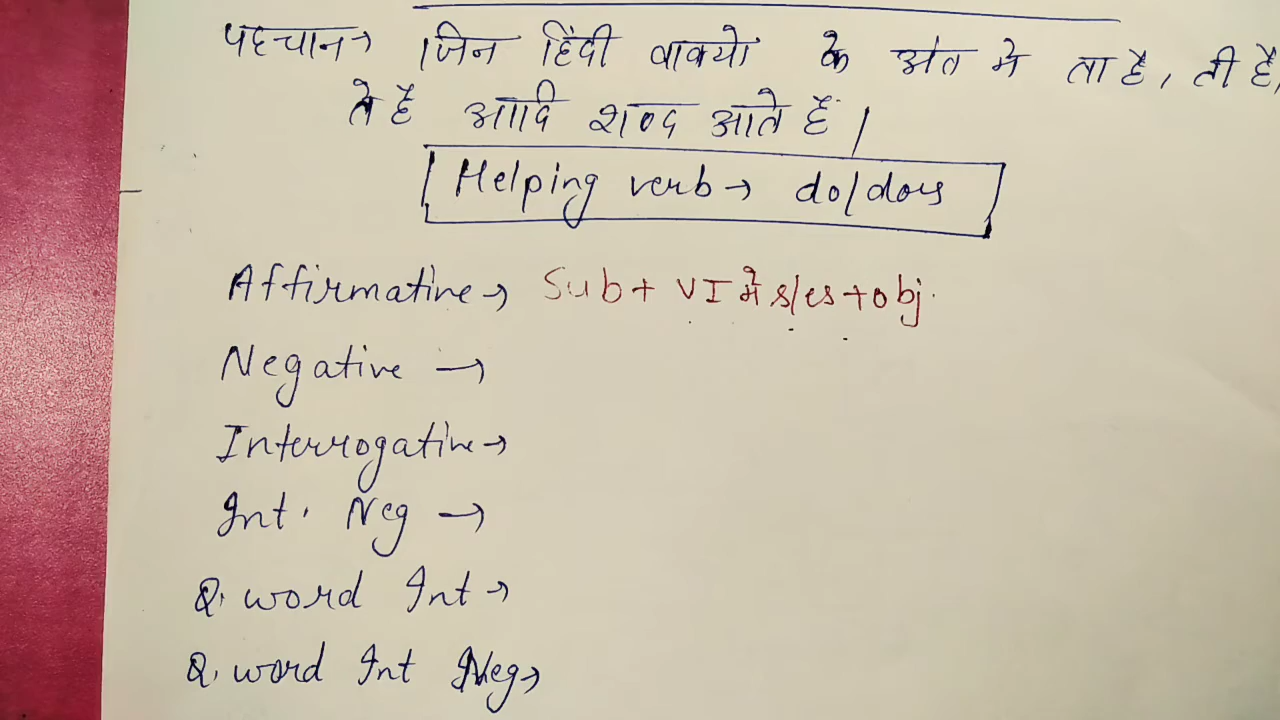 पहचान→ जिन हिंदी वाक्यो के अंत मे ता है, ती है,
ते है आदि शब्द आते हैं।
Helping verb → do/does
Affirmative → Sub + VI मे s/es + obj.
Negative →
Interrogative →
Int. Neg →
Q. word Int →
Q. word Int Neg →